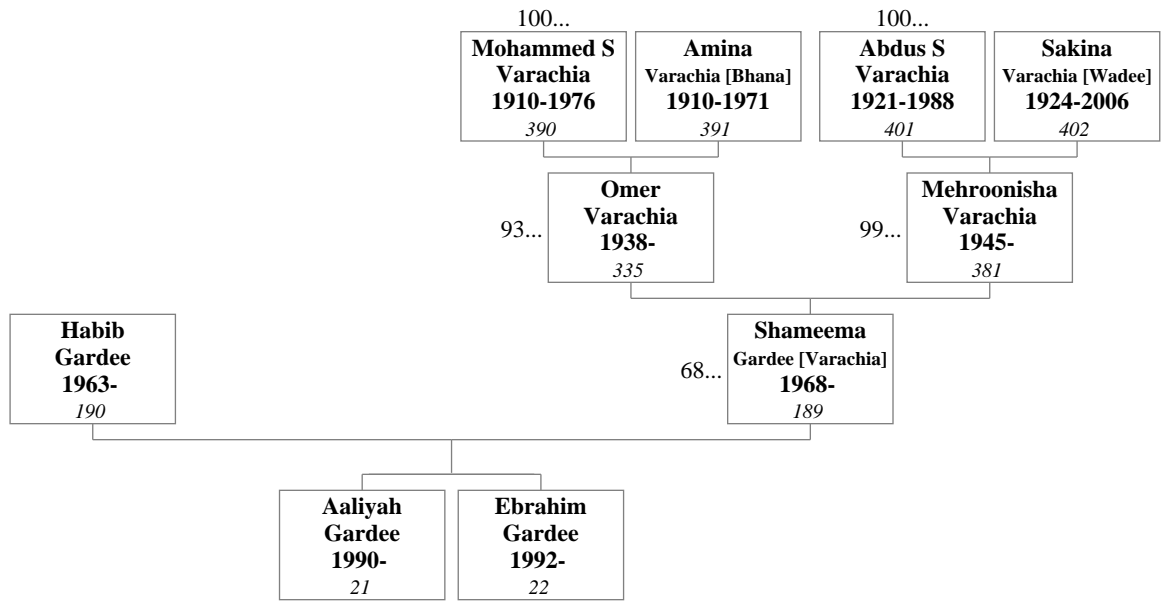 100...
Mohammed S
Varachia
1910-1976
390
Amina
Varachia [Bhana]
1910-1971
391
100...
Abdus S
Varachia
1921-1988
401
Sakina
Varachia [Wadee]
1924-2006
402
93...
Omer
Varachia
1938-
335
99...
Mehroonisha
Varachia
1945-
381
Habib
Gardee
1963-
190
68...
Shameema
Gardee [Varachia]
1968-
189
Aaliyah
Gardee
1990-
21
Ebrahim
Gardee
1992-
22